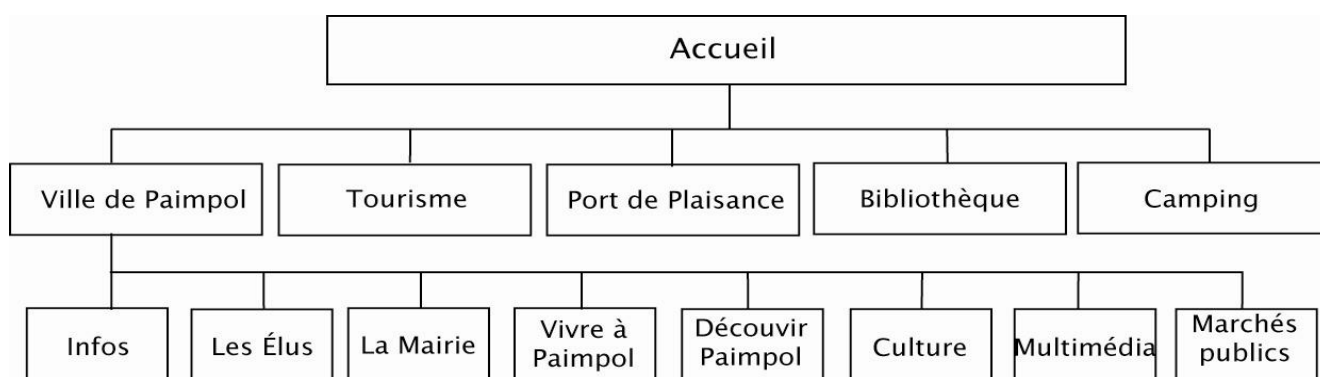 Accueil
Ville de Paimpol
Tourisme
Port de Plaisance
Bibliothèque
Camping
Infos
Les Élus
La Mairie
Vivre à
Paimpol
Découvir
Paimpol
Culture
Multimédia
Marchés
publics